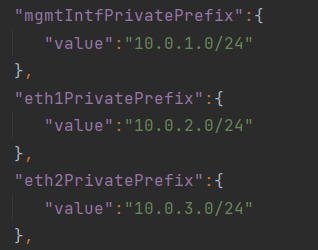 "mgmtIntfPrivatePrefix":{
"value":"10.0.1.0/24"
},
"eth1PrivatePrefix":{
"value":"10.0.2.0/24"
},
"eth2PrivatePrefix":{
"value":"10.0.3.0/24"
},